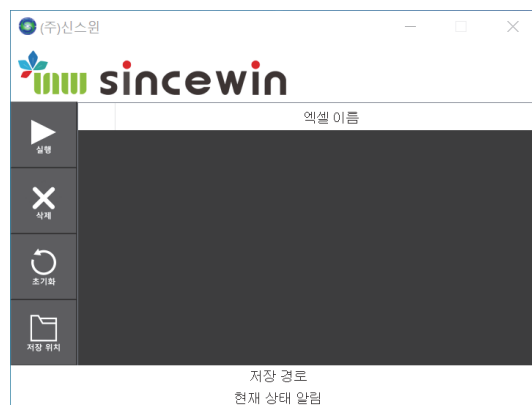 (주)신스윈
sincewin
엑셀 이름
실행
삭제
초기화
저장 위치
저장 경로
현재 상태 알림